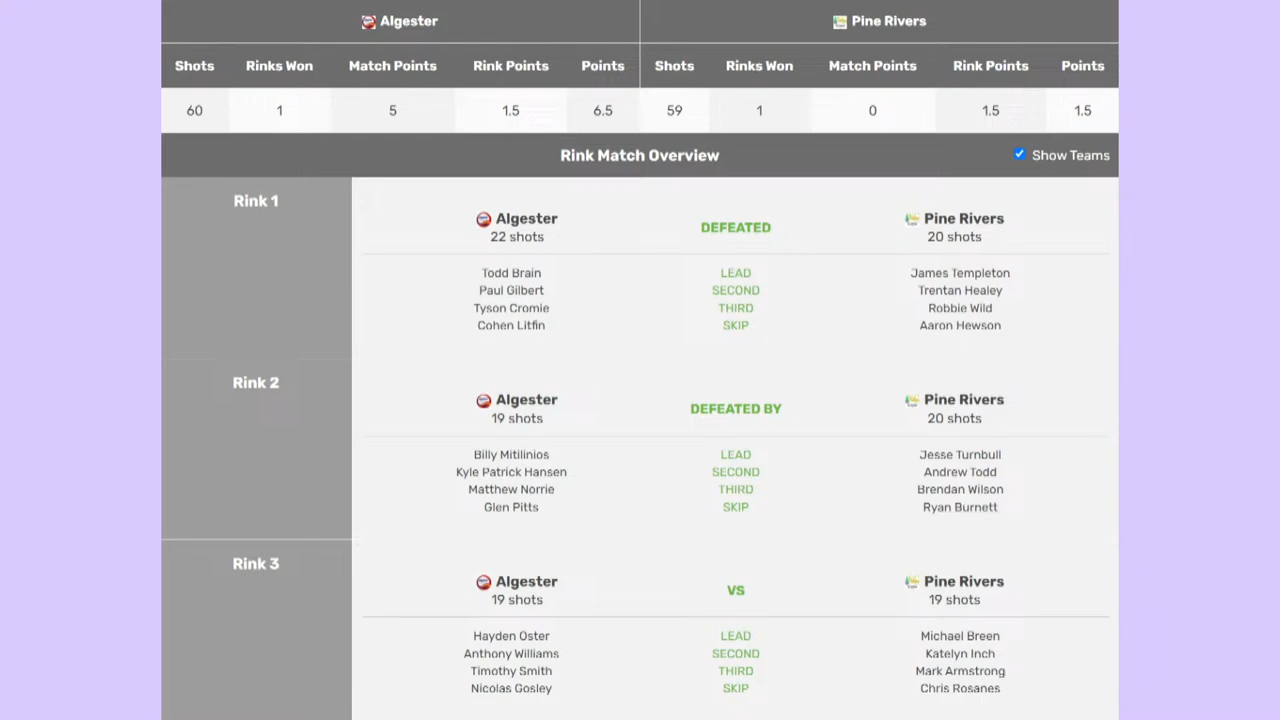 Algester Pine Rivers
Shots Rinks Won Match Points Rink Points Points Shots Rinks Won Match Points Rink Points Points
60 1 5 1.5 6.5 59 1 0 1.5 1.5
Rink Match Overview Show Teams
Rink 1
Algester DEFEATED Pine Rivers
22 shots 20 shots
Todd Brain LEAD James Templeton
Paul Gilbert SECOND Trentan Healey
Tyson Cromie THIRD Robbie Wild
Cohen Litfin SKIP Aaron Hewson
Rink 2
Algester DEFEATED BY Pine Rivers
19 shots 20 shots
Billy Mitilinios LEAD Jesse Turnbull
Kyle Patrick Hansen SECOND Andrew Todd
Matthew Norrie THIRD Brendan Wilson
Glen Pitts SKIP Ryan Burnett
Rink 3
Algester VS Pine Rivers
19 shots 19 shots
Hayden Oster LEAD Michael Breen
Anthony Williams SECOND Katelyn Inch
Timothy Smith THIRD Mark Armstrong
Nicolas Gosley SKIP Chris Rosanes